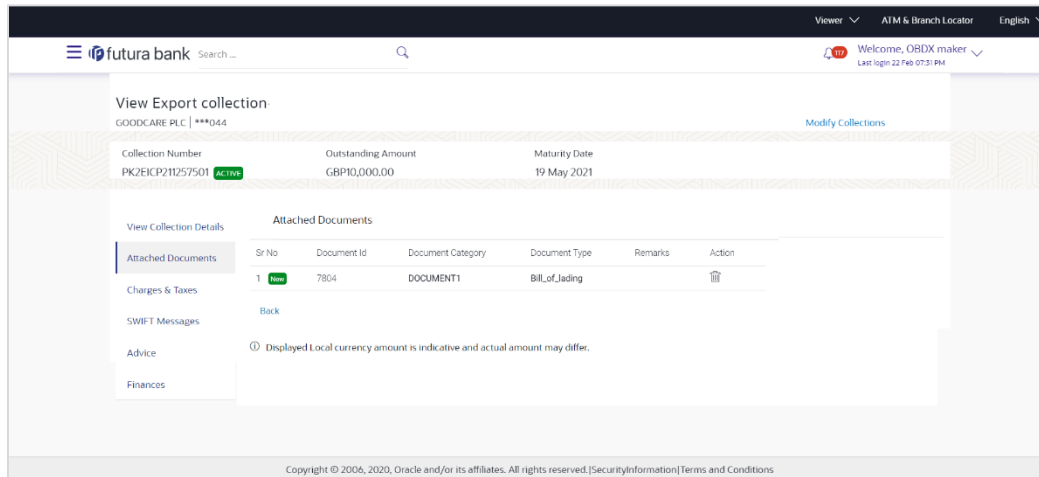 Viewer ATM & Branch Locator English
futura bank Search ... 117 Welcome, OBDX maker
Last login 22 Feb 07:31 PM
View Export collection
GOODCARE PLC | ***044 Modify Collections
Collection Number Outstanding Amount Maturity Date
PK2EICP211257501 ACTIVE GBP10,000.00 19 May 2021
View Collection Details
Attached Documents
Charges & Taxes
SWIFT Messages
Advice
Finances
Attached Documents
Sr No Document Id Document Category Document Type Remarks Action
1 New 7804 DOCUMENT1 Bill_of_lading
Back
Displayed Local currency amount is indicative and actual amount may differ.
Copyright © 2006, 2020, Oracle and/or its affiliates. All rights reserved.|SecurityInformation|Terms and Conditions